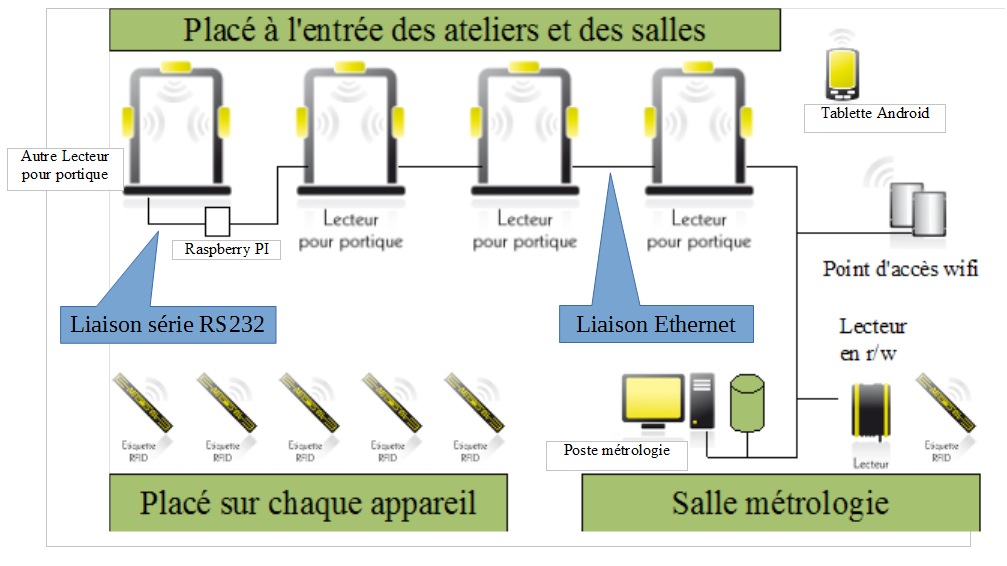 Placé à l'entrée des ateliers et des salles
Tablette Android
Autre Lecteur
pour portique
Raspberry PI
Lecteur
pour portique
Lecteur
pour portique
Lecteur
pour portique
Point d'accès wifi
Liaison série RS232
Liaison Ethernet
Lecteur
en r/w
Etiquette
RFID
Etiquette
RFID
Etiquette
RFID
Etiquette
RFID
Etiquette
RFID
Poste métrologie
Lecteur
Etiquette
RFID
Placé sur chaque appareil
Salle métrologie